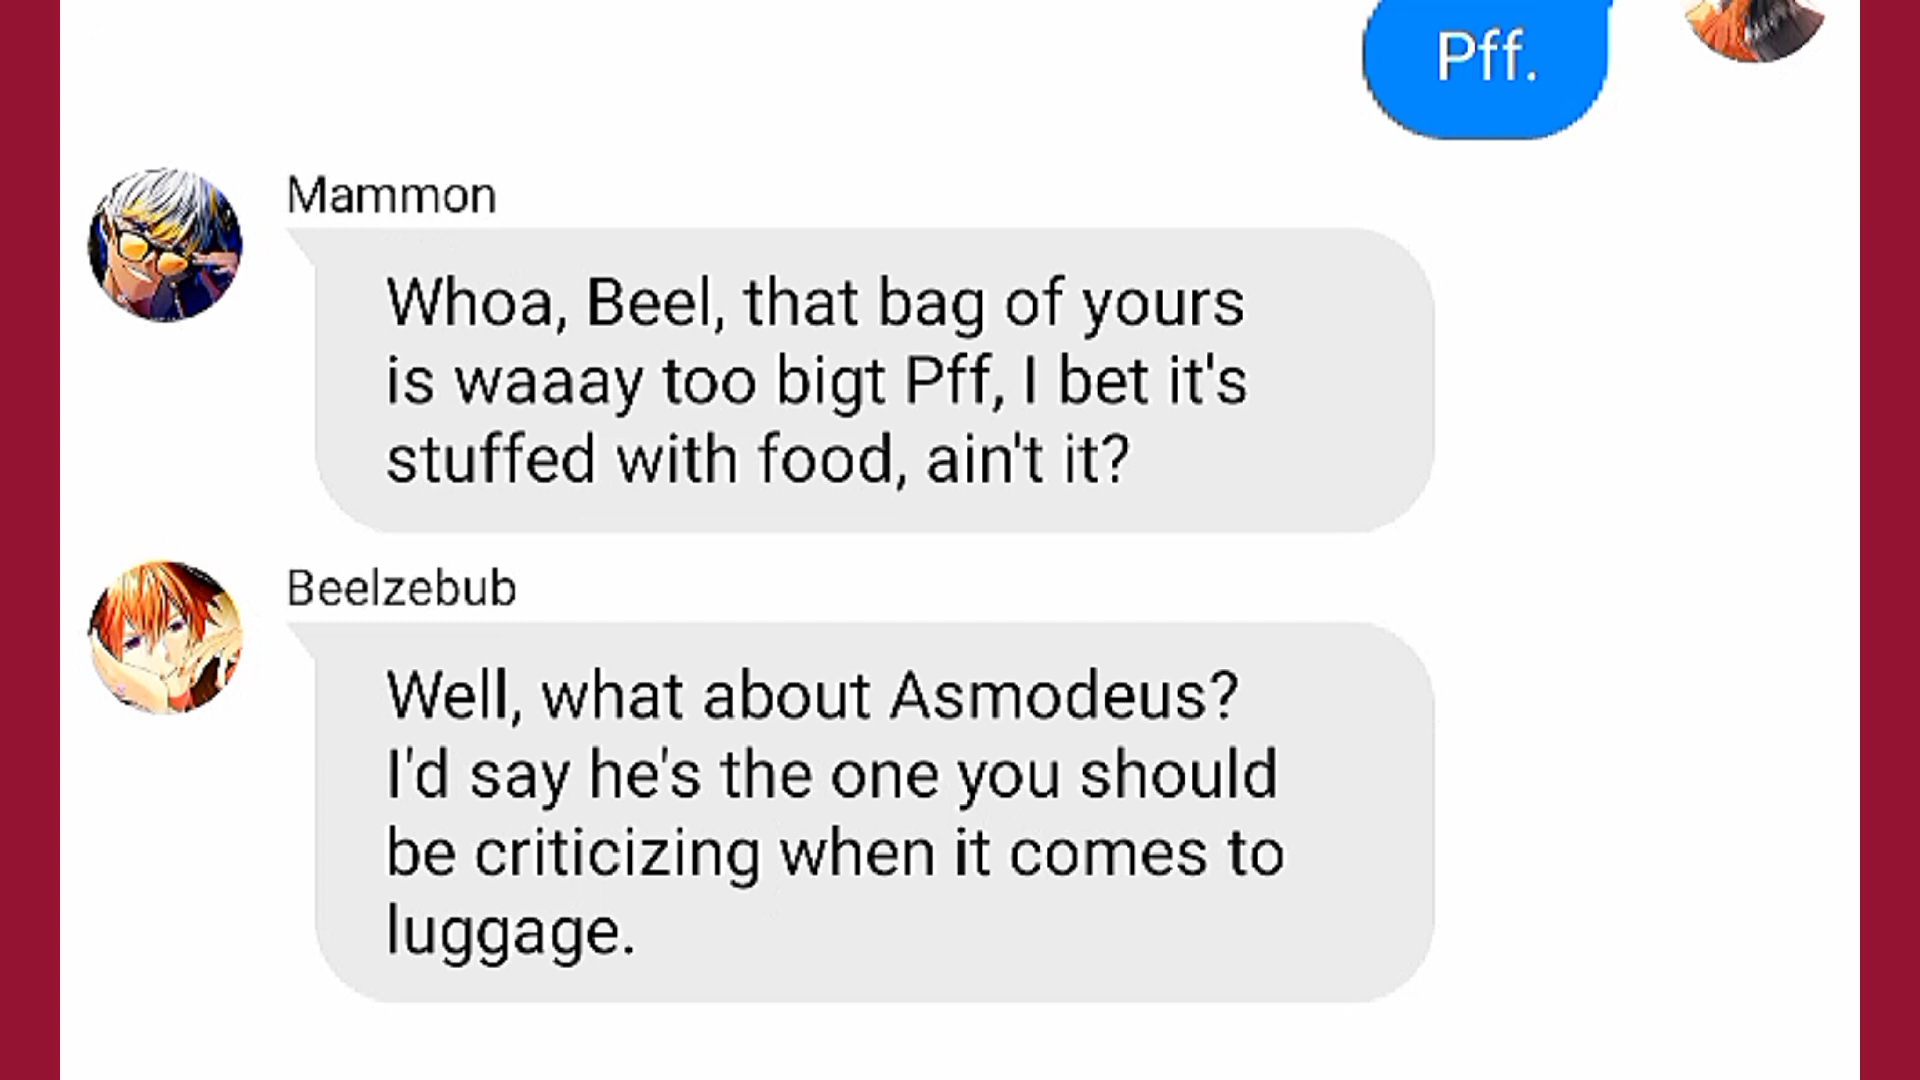 Pff.
Mammon
Whoa, Beel, that bag of yours
is waaay too bigt Pff, I bet it's
stuffed with food, ain't it?
Beelzebub
Well, what about Asmodeus?
I'd say he's the one you should
be criticizing when it comes to
luggage.